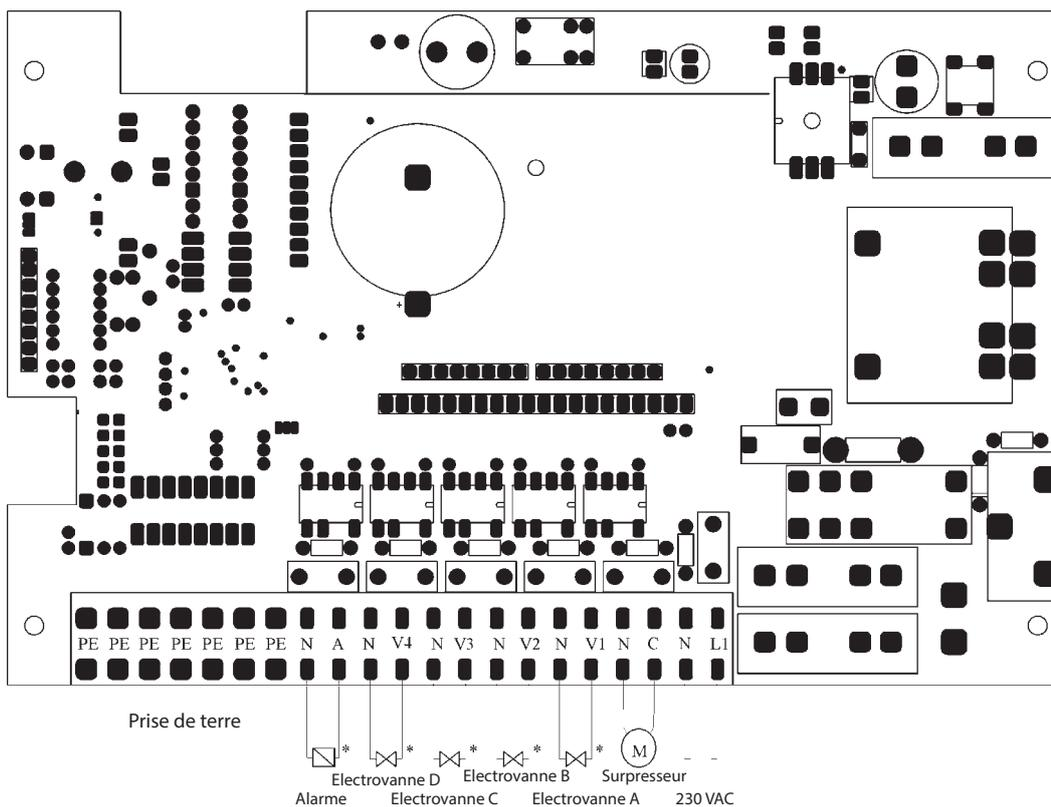 +
PE PE PE PE PE PE PE N A N V4 N V3 N V2 N V1 N C N L1
Prise de terre
* * * * * M
Electrovanne D Electrovanne B Surpresseur
Alarme Electrovanne C Electrovanne A 230 VAC